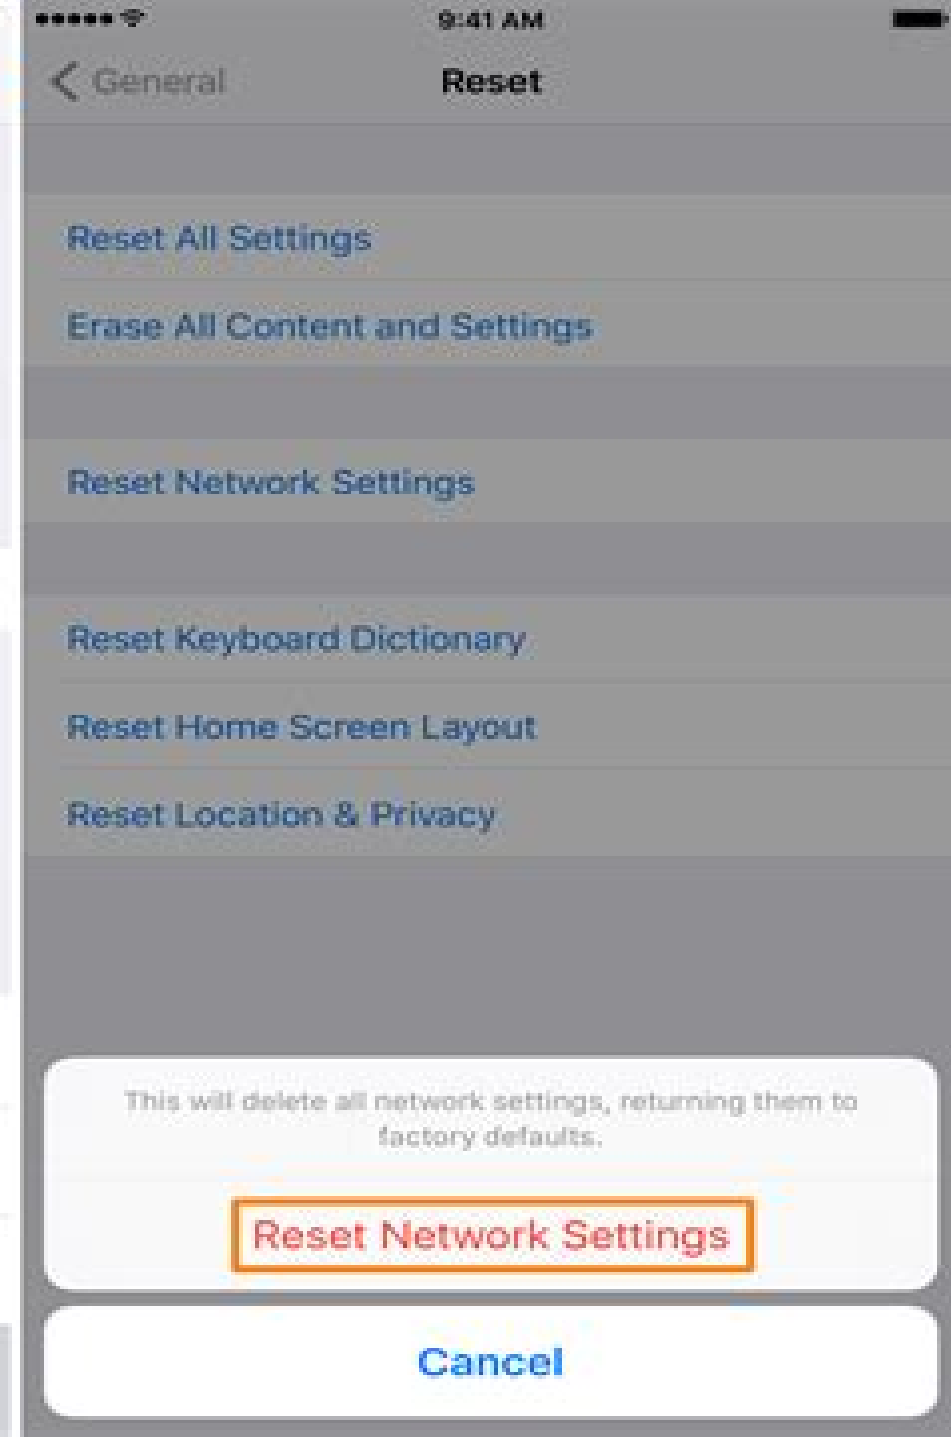 9:41 AM
General
Reset
Reset All Settings
Erase All Content and Settings
Reset Network Settings
Reset Keyboard Dictionary
Reset Home Screen Layout
Reset Location & Privacy
This will delete all network settings, returning them to
factory defaults.
Reset Network Settings
Cancel